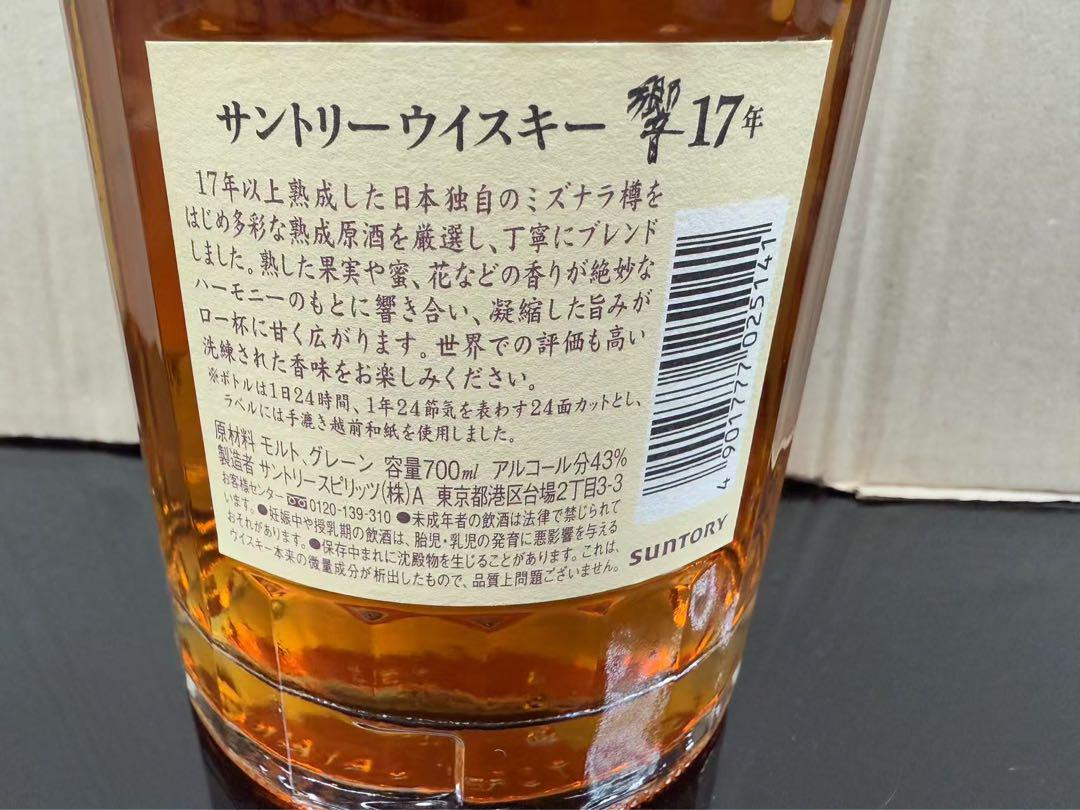 サントリーウイスキー 響 17年
17年以上熟成した日本独自のミズナラ樽を
はじめ多彩な熟成原酒を厳選し、丁寧にブレンド
しました。熟した果実や蜜、花などの香りが絶妙な
ハーモニーのもとに響き合い、凝縮した旨みが
口一杯に甘く広がります。世界での評価も高い
洗練された香味をお楽しみください。
※ボトルは1日24時間、1年24節気を表わす24面カットとし、
ラベルには手漉き越前和紙を使用しました。
原材料 モルト、グレーン 容量700ml アルコール分43%
製造者 サントリースピリッツ(株)A 東京都港区台場2丁目3-3
お客様センター 0120-139-310 ●未成年者の飲酒は法律で禁じられて
います。●妊娠中や授乳期の飲酒は、胎児・乳児の発育に悪影響を与える
おそれがあります。●保存中まれに沈殿物を生じることがあります。これは、
ウイスキー本来の微量成分が析出したもので、品質上問題ございません。
4 901777 025141
SUNTORY